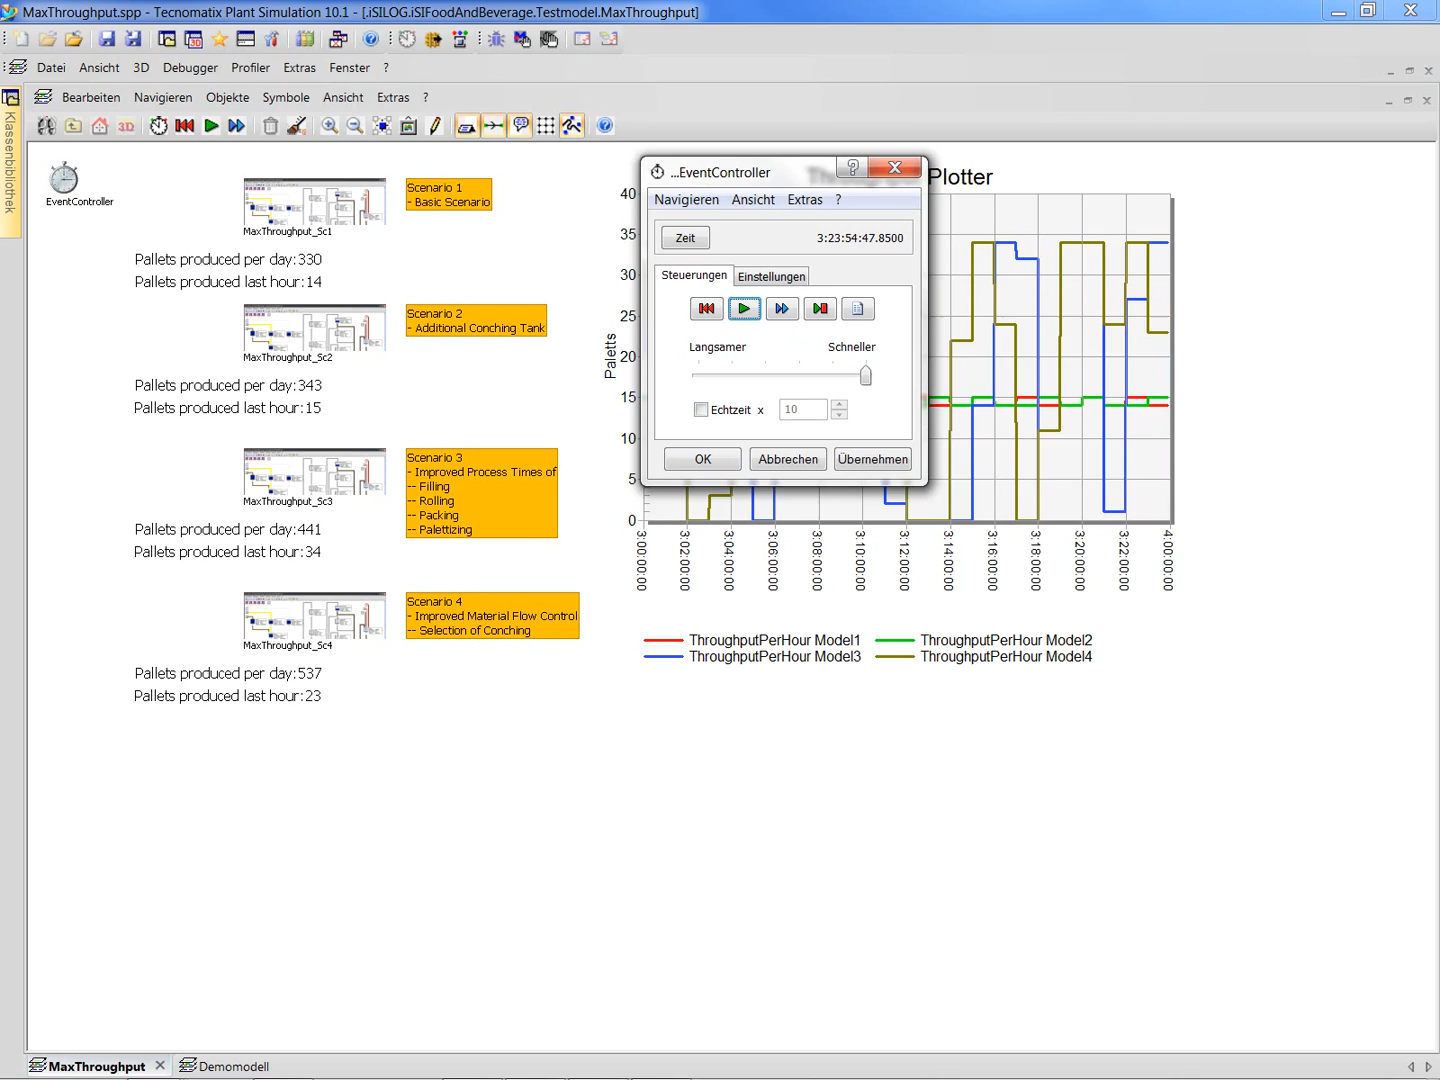 MaxThroughput.spp - Tecnomatix Plant Simulation 10.1 - [.iSILOG.iSIFoodAndBeverage.Testmodel.MaxThroughput]
Datei Ansicht 3D Debugger Profiler Extras Fenster ?
Bearbeiten Navigieren Objekte Symbole Ansicht Extras ?
3D
Klassenbibliothek
EventController
MaxThroughput_Sc1
Scenario 1
- Basic Scenario
Pallets produced per day:330
Pallets produced last hour:14
MaxThroughput_Sc2
Scenario 2
- Additional Conching Tank
Pallets produced per day:343
Pallets produced last hour:15
MaxThroughput_Sc3
Scenario 3
- Improved Process Times of
-- Filling
-- Rolling
-- Packing
-- Palettizing
Pallets produced per day:441
Pallets produced last hour:34
MaxThroughput_Sc4
Scenario 4
- Improved Material Flow Control
-- Selection of Conching
Pallets produced per day:537
Pallets produced last hour:23
...EventController
Navigieren Ansicht Extras ?
Zeit 3:23:54:47.8500
Steuerungen Einstellungen
Langsamer Schneller
Echtzeit x 10
OK Abbrechen Übernehmen
Plotter
Paletts
40
35
30
25
20
15
10
5
0
3:00:00:00
3:02:00:00
3:04:00:00
3:06:00:00
3:08:00:00
3:10:00:00
3:12:00:00
3:14:00:00
3:16:00:00
3:18:00:00
3:20:00:00
3:22:00:00
4:00:00:00
ThroughputPerHour Model1 ThroughputPerHour Model2
ThroughputPerHour Model3 ThroughputPerHour Model4
MaxThroughput Demomodell